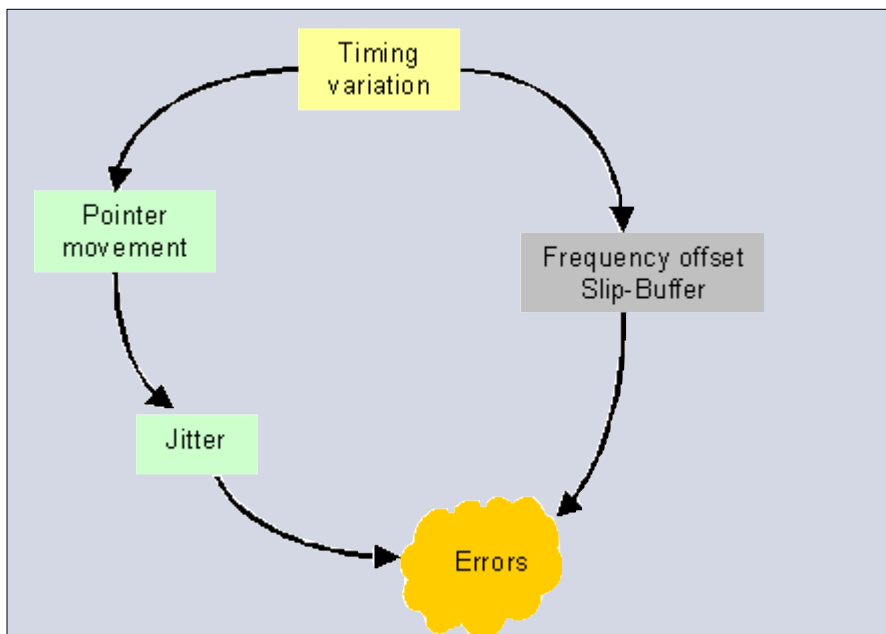 Timing
variation
Pointer
movement
Frequency offset
Slip-Buffer
Jitter
Errors